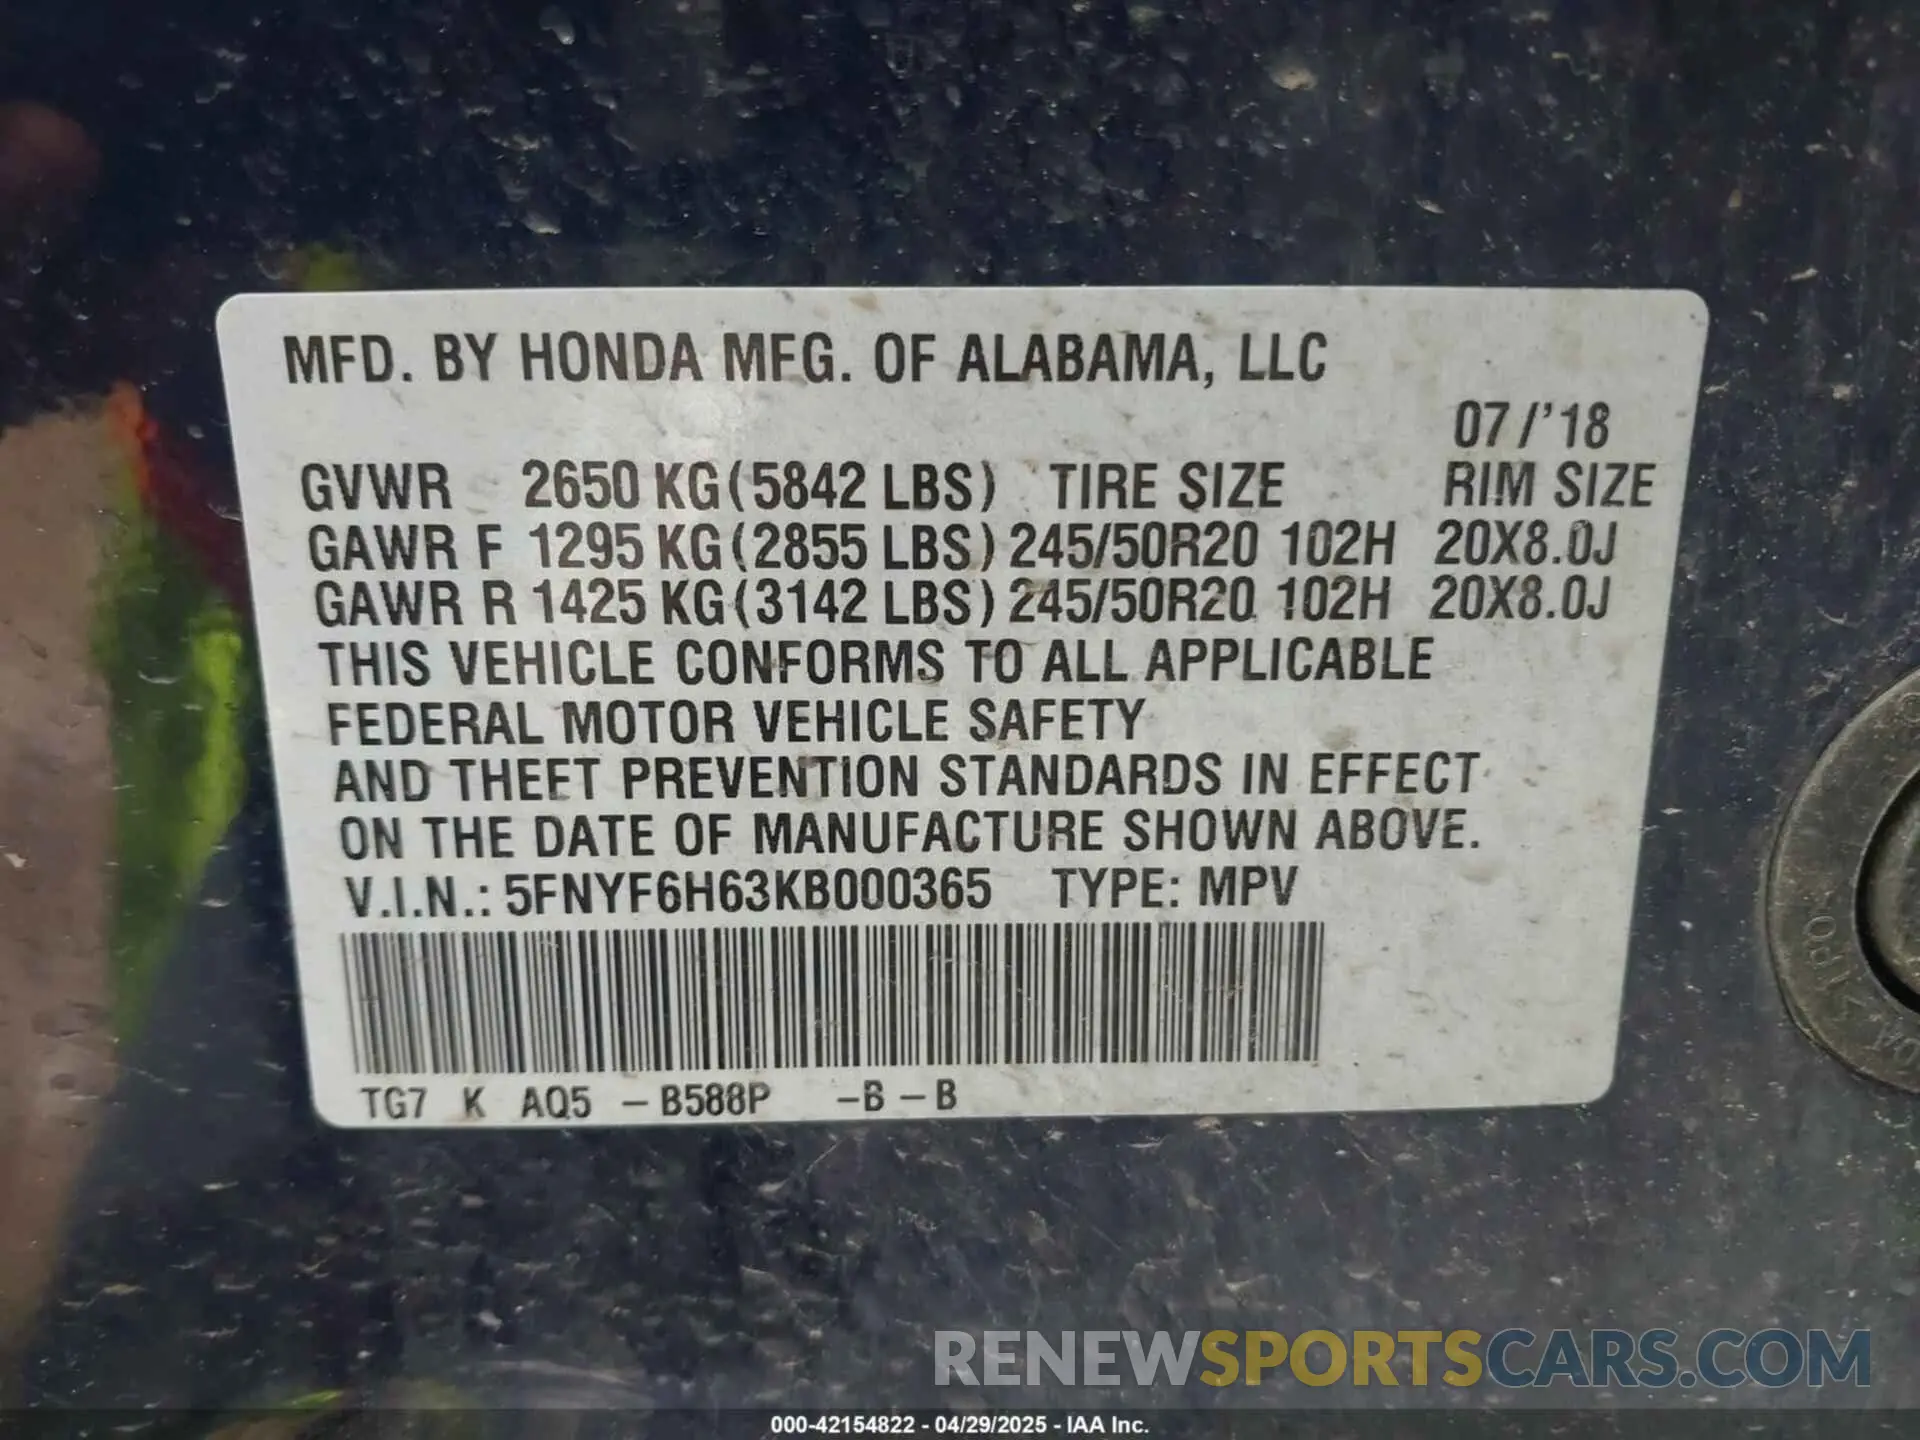 MFD. BY HONDA MFG. OF ALABAMA, LLC
07/'18
GVWR 2650 KG (5842 LBS) TIRE SIZE RIM SIZE
GAWR F 1295 KG (2855 LBS) 245/50R20 102H 20X8.0J
GAWR R 1425 KG (3142 LBS) 245/50R20 102H 20X8.0J
THIS VEHICLE CONFORMS TO ALL APPLICABLE
FEDERAL MOTOR VEHICLE SAFETY
AND THEFT PREVENTION STANDARDS IN EFFECT
ON THE DATE OF MANUFACTURE SHOWN ABOVE.
V.I.N.: 5FNYF6H63KB000365 TYPE: MPV
TG7 K AQ5 – B588P –B – B
RENEWSPORTSCARS.COM
000-42154822 - 04/29/2025 - IAA Inc.